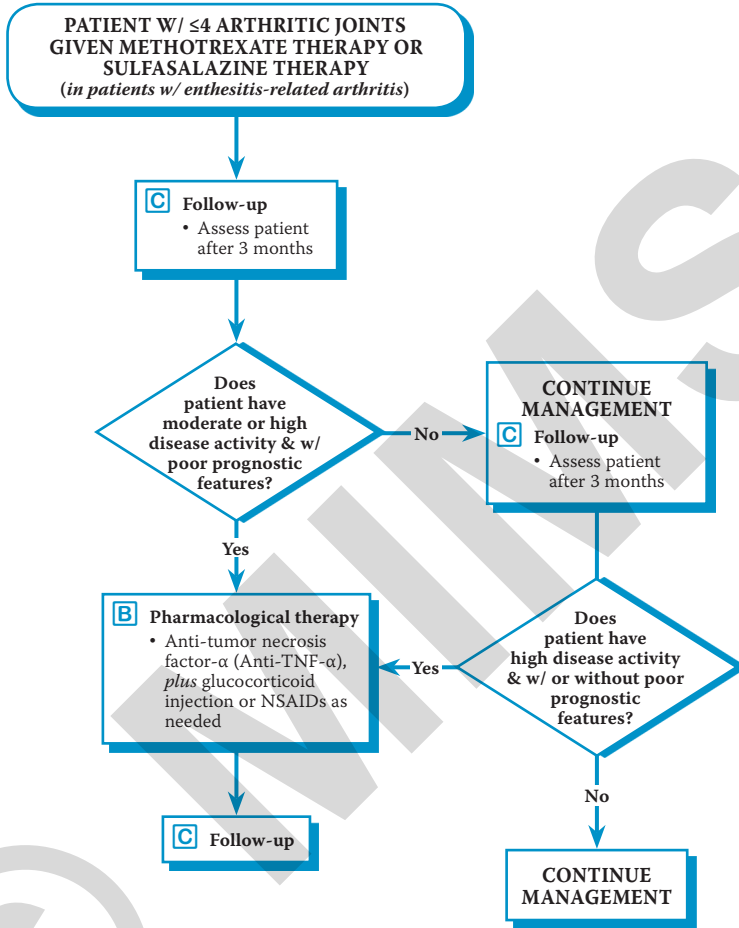 PATIENT W/ ≤4 ARTHRITIC JOINTS
GIVEN METHOTREXATE THERAPY OR
SULFASALAZINE THERAPY
(in patients w/ enthesitis-related arthritis)
C Follow-up
• Assess patient
after 3 months
Does
patient have
moderate or high
disease activity & w/
poor prognostic
features?
No
CONTINUE
MANAGEMENT
C Follow-up
• Assess patient
after 3 months
Yes
B Pharmacological therapy
• Anti-tumor necrosis
factor-α (Anti-TNF-α),
plus glucocorticoid
injection or NSAIDs as
needed
Yes
Does
patient have
high disease activity
& w/ or without poor
prognostic
features?
No
C Follow-up
CONTINUE
MANAGEMENT
© MIMS